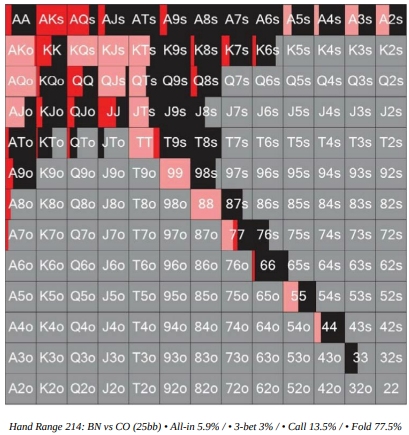 AA AKs AQs AJs ATs A9s A8s A7s A6s A5s A4s A3s A2s
AKo KK KQs KJs KTs K9s K8s K7s K6s K5s K4s K3s K2s
AQo KQo QQ QJs QTs Q9s Q8s Q7s Q6s Q5s Q4s Q3s Q2s
AJo KJo QJo JJ JTs J9s J8s J7s J6s J5s J4s J3s J2s
ATo KTo QTo JTo TT T9s T8s T7s T6s T5s T4s T3s T2s
A9o K9o Q9o J9o T9o 99 98s 97s 96s 95s 94s 93s 92s
A8o K8o Q8o J8o T8o 98o 88 87s 86s 85s 84s 83s 82s
A7o K7o Q7o J7o T7o 97o 87o 77 76s 75s 74s 73s 72s
A6o K6o Q6o J6o T6o 96o 86o 76o 66 65s 64s 63s 62s
A5o K5o Q5o J5o T5o 95o 85o 75o 65o 55 54s 53s 52s
A4o K4o Q4o J4o T4o 94o 84o 74o 64o 54o 44 43s 42s
A3o K3o Q3o J3o T3o 93o 83o 73o 63o 53o 43o 33 32s
A2o K2o Q2o J2o T2o 92o 82o 72o 62o 52o 42o 32o 22
Hand Range 214: BN vs CO (25bb) • All-in 5.9% / • 3-bet 3% / • Call 13.5% / • Fold 77.5%